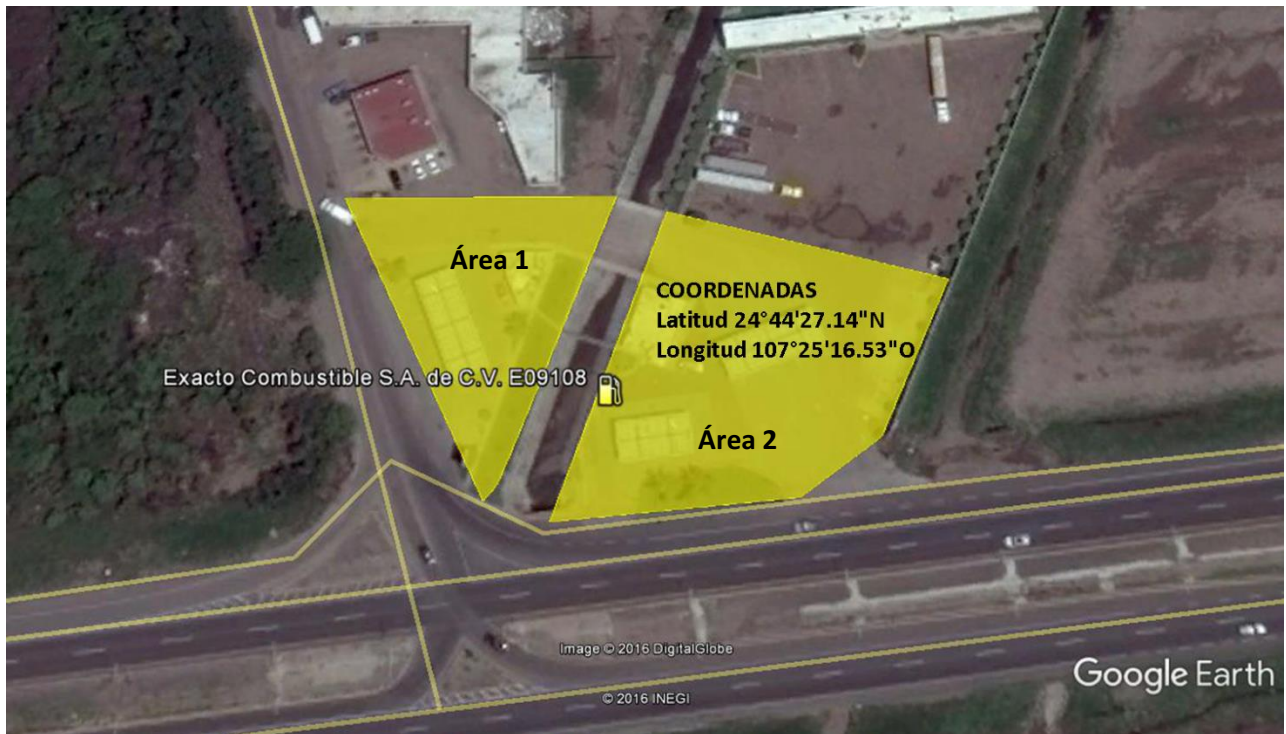 Área 1
COORDENADAS
Latitud 24°44'27.14"N
Longitud 107°25'16.53"O
Exacto Combustible S.A. de C.V. E09108
Área 2
Image © 2016 DigitalGlobe
Google Earth
© 2016 INEGI